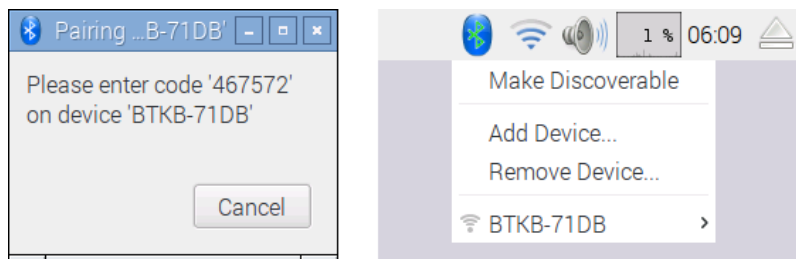 Pairing ...B-71DB'
Please enter code '467572'
on device 'BTKB-71DB'
Cancel
1 % 06:09
Make Discoverable
Add Device...
Remove Device...
BTKB-71DB